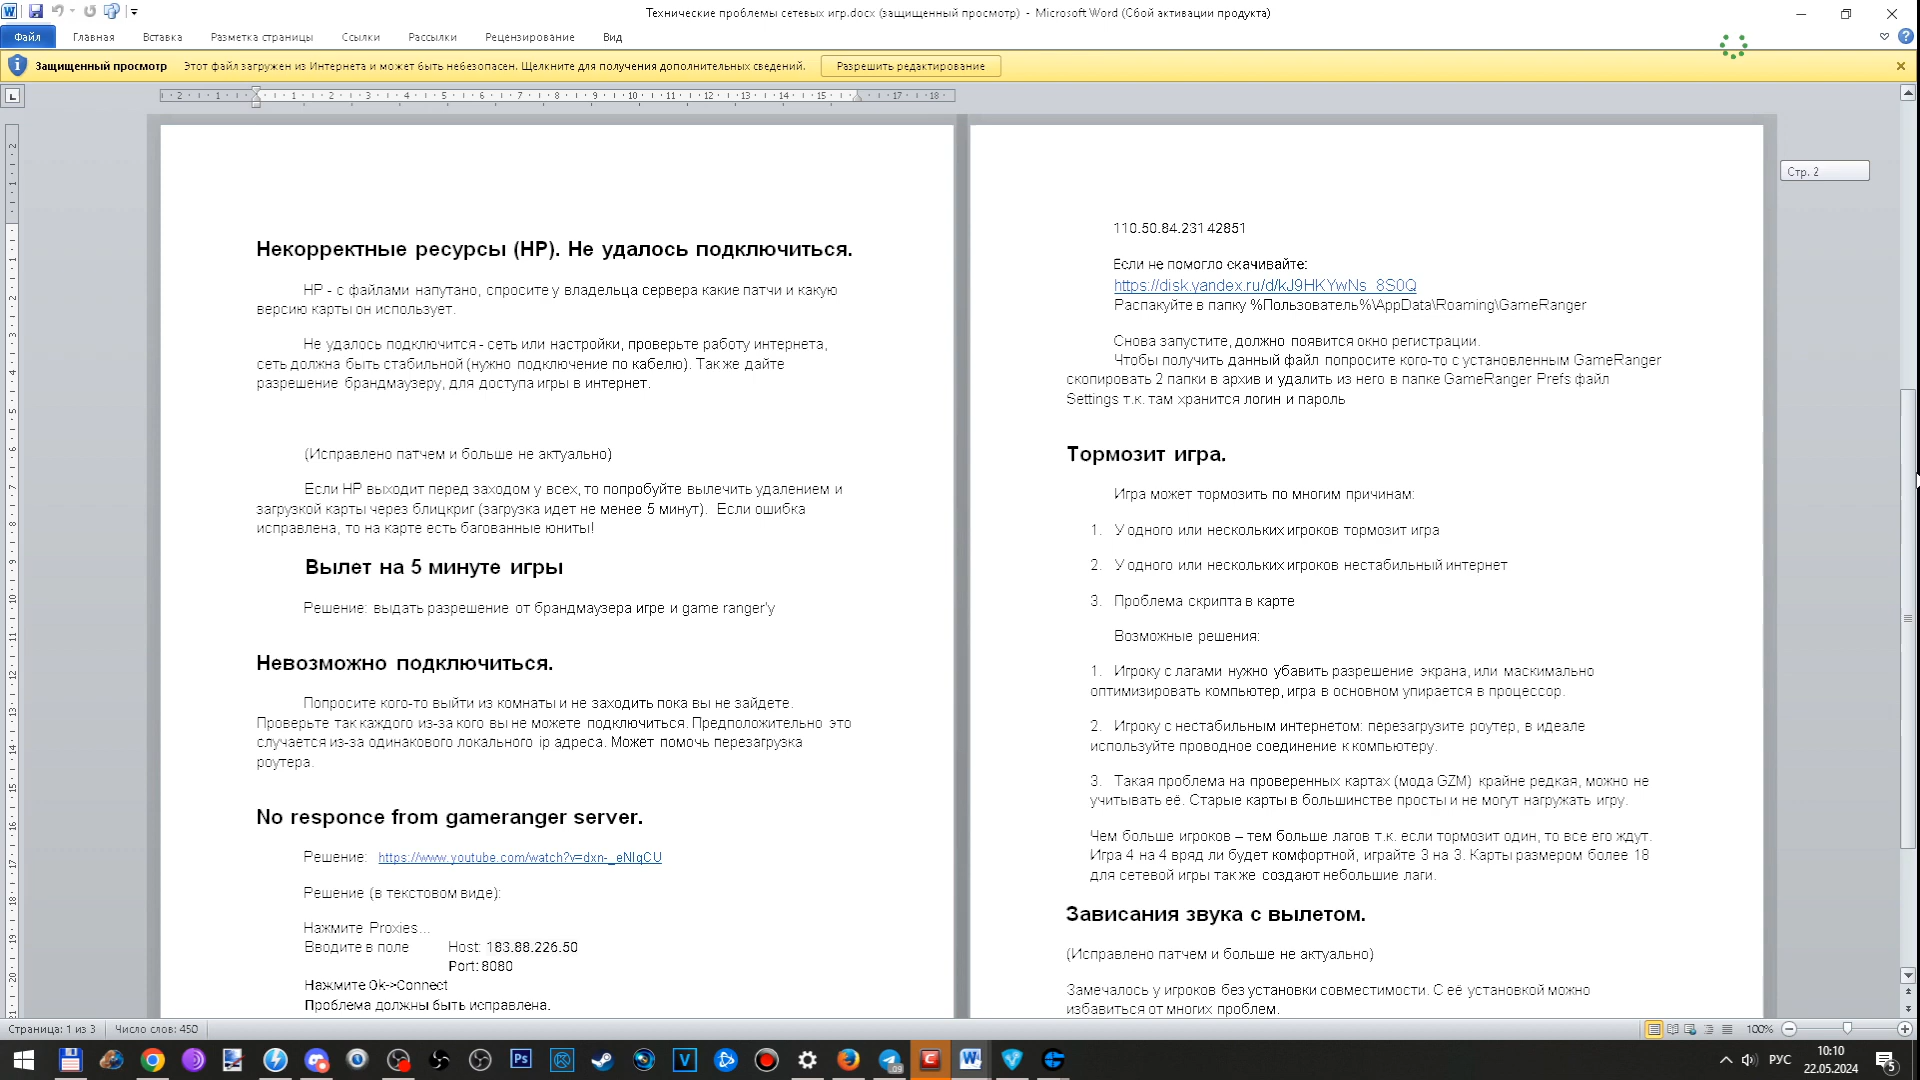 Технические проблемы сетевых игр.docx (защищенный просмотр) - Microsoft Word (Сбой активации продукта)
Файл Главная Вставка Разметка страницы Ссылки Рассылки Рецензирование Вид
Защищенный просмотр Этот файл загружен из Интернета и может быть небезопасен. Щелкните для получения дополнительных сведений. Разрешить редактирование
Некорректные ресурсы (НР). Не удалось подключиться.
НР - с файлами напутано, спросите у владельца сервера какие патчи и какую
версию карты он использует.
Не удалось подключится - сеть или настройки, проверьте работу интернета,
сеть должна быть стабильной (нужно подключение по кабелю). Так же дайте
разрешение брандмаузеру, для доступа игры в интернет.
(Исправлено патчем и больше не актуально)
Если НР выходит перед заходом у всех, то попробуйте вылечить удалением и
загрузкой карты через блицкриг (загрузка идет не менее 5 минут). Если ошибка
исправлена, то на карте есть багованные юниты!
Вылет на 5 минуте игры
Решение: выдать разрешение от брандмаузера игре и game ranger'у
Невозможно подключиться.
Попросите кого-то выйти из комнаты и не заходить пока вы не зайдете.
Проверьте так каждого из-за кого вы не можете подключиться. Предположительно это
случается из-за одинакового локального ip адреса. Может помочь перезагрузка
роутера.
No responce from gameranger server.
Решение: https://www.youtube.com/watch?v=dxn-_eNIqCU
Решение (в текстовом виде):
Нажмите Proxies...
Вводите в поле Host: 183.88.226.50
Port: 8080
Нажмите Ok->Connect
Проблема должны быть исправлена.
Стр. 2
110.50.84.231 42851
Если не помогло скачивайте:
https://disk.yandex.ru/d/kJ9HKYwNs_8S0Q
Распакуйте в папку %Пользователь%\AppData\Roaming\GameRanger
Снова запустите, должно появится окно регистрации.
Чтобы получить данный файл попросите кого-то с установленным GameRanger
скопировать 2 папки в архив и удалить из него в папке GameRanger Prefs файл
Settings т.к. там хранится логин и пароль
Тормозит игра.
Игра может тормозить по многим причинам:
1. У одного или нескольких игроков тормозит игра
2. У одного или нескольких игроков нестабильный интернет
3. Проблема скрипта в карте
Возможные решения:
1. Игроку с лагами нужно убавить разрешение экрана, или маскимально
оптимизировать компьютер, игра в основном упирается в процессор.
2. Игроку с нестабильным интернетом: перезагрузите роутер, в идеале
используйте проводное соединение к компьютеру.
3. Такая проблема на проверенных картах (мода GZM) крайне редкая, можно не
учитывать её. Старые карты в большинстве просты и не могут нагружать игру.
Чем больше игроков – тем больше лагов т.к. если тормозит один, то все его ждут.
Игра 4 на 4 вряд ли будет комфортной, играйте 3 на 3. Карты размером более 18
для сетевой игры так же создают небольшие лаги.
Зависания звука с вылетом.
(Исправлено патчем и больше не актуально)
Замечалось у игроков без установки совместимости. С её установкой можно
избавиться от многих проблем.
Страница: 1 из 3 Число слов: 450 100%
РУС 10:10
22.05.2024